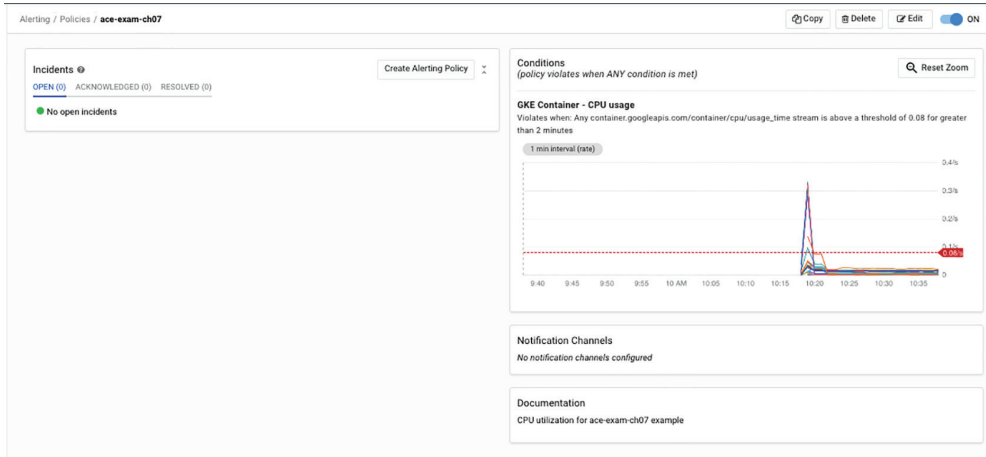 Alerting / Policies / ace-exam-ch07
Copy
Delete
Edit
ON
Incidents
Create Alerting Policy
OPEN (0) ACKNOWLEDGED (0) RESOLVED (0)
No open incidents
Conditions
(policy violates when ANY condition is met)
Reset Zoom
GKE Container - CPU usage
Violates when: Any container.googleapis.com/container/cpu/usage_time stream is above a threshold of 0.08 for greater
than 2 minutes
1 min interval (rate)
0.4/s
0.3/s
0.2/s
0.1/s
0.08/s
0
9:40 9:45 9:50 9:55 10 AM 10:05 10:10 10:15 10:20 10:25 10:30 10:35
Notification Channels
No notification channels configured
Documentation
CPU utilization for ace-exam-ch07 example